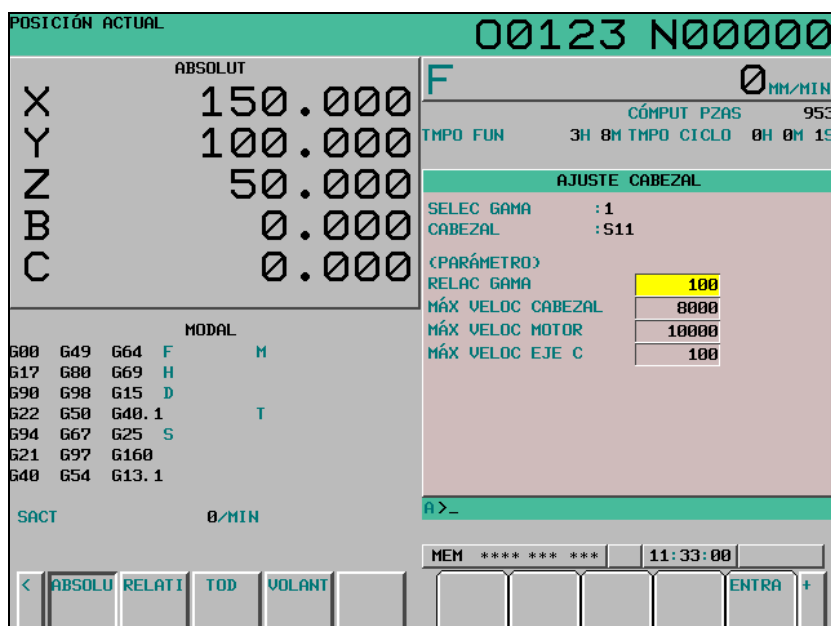 POSICIÓN ACTUAL
O0123 N00000
ABSOLUT
X 150.000
Y 100.000
Z 50.000
B 0.000
C 0.000
F 0 MM/MIN
CÓMPUT PZAS 953
TMPO FUN 3H 8M TMPO CICLO 0H 0M 1S
AJUSTE CABEZAL
SELEC GAMA :1
CABEZAL :S11
(PARÁMETRO)
RELAC GAMA 100
MÁX VELOC CABEZAL 8000
MÁX VELOC MOTOR 10000
MÁX VELOC EJE C 100
MODAL
G00 G49 G64 F M
G17 G80 G69 H
G90 G98 G15 D
G22 G50 G40.1 T
G94 G67 G25 S
G21 G97 G160
G40 G54 G13.1
SACT 0/MIN
A>_
MEM **** *** *** 11:33:00
< ABSOLU RELATI TOD VOLANT ENTRA +